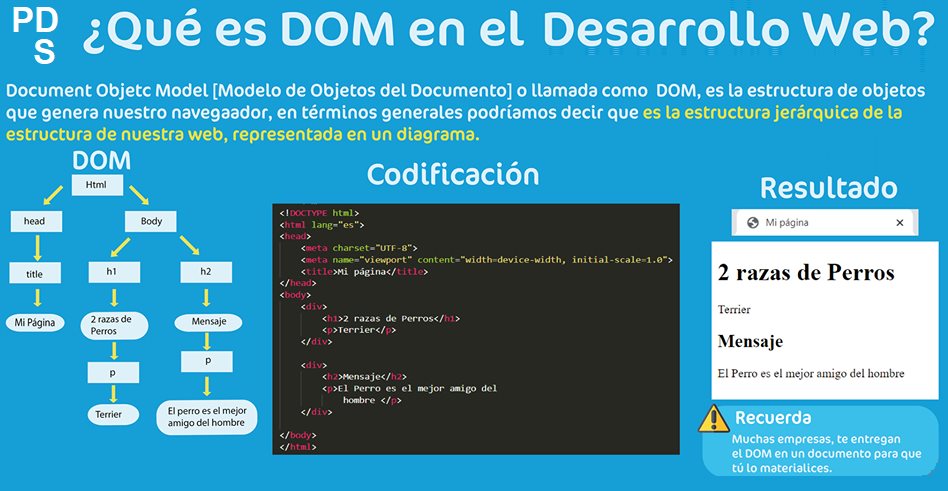 PD
S
¿Qué es DOM en el Desarrollo Web?
Document Objetc Model [Modelo de Objetos del Documento] o llamada como DOM, es la estructura de objetos
que genera nuestro navegaador, en términos generales podríamos decir que es la estructura jerárquica de la
estructura de nuestra web, representada en un diagrama.
DOM
Html
head
Body
title
h1
h2
Mi Página
2 razas de
Perros
Mensaje
p
p
Terrier
El perro es el mejor
amigo del hombre
Codificación
<!DOCTYPE html>
<html lang="es">
<head>
<meta charset="UTF-8">
<meta name="viewport" content="width=device-width, initial-scale=1.0">
<title>Mi página</title>
</head>
<body>
<div>
<h1>2 razas de Perros</h1>
<p>Terrier</p>
</div>
<div>
<h2>Mensaje</h2>
<p>El Perro es el mejor amigo del
hombre </p>
</div>
</body>
</html>
Resultado
Mi página
2 razas de Perros
Terrier
Mensaje
El Perro es el mejor amigo del hombre
Recuerda
Muchas empresas, te entregan
el DOM en un documento para que
tú lo materialices.